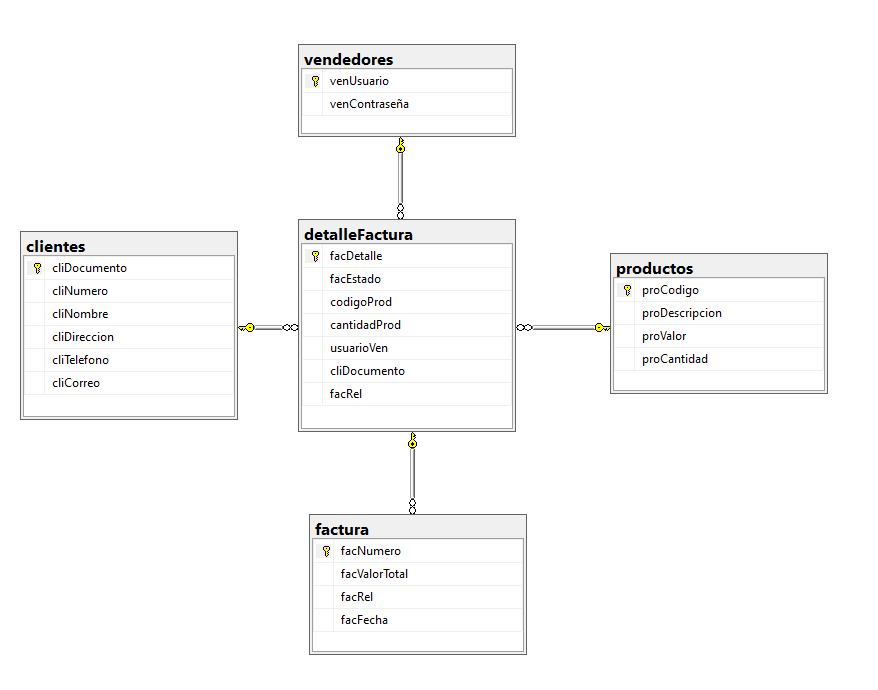 vendedores
venUsuario
venContraseña
clientes
cliDocumento
cliNumero
cliNombre
cliDireccion
cliTelefono
cliCorreo
detalleFactura
facDetalle
facEstado
codigoProd
cantidadProd
usuarioVen
cliDocumento
facRel
productos
proCodigo
proDescripcion
proValor
proCantidad
factura
facNumero
facValorTotal
facRel
facFecha